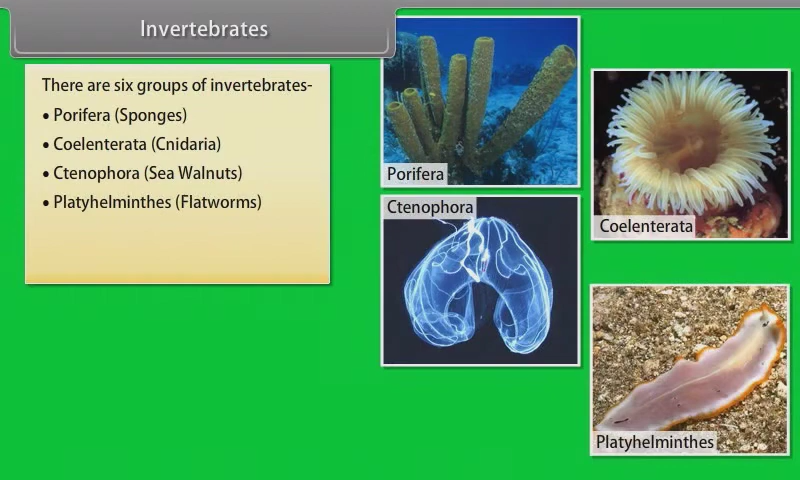 Invertebrates
There are six groups of invertebrates-
• Porifera (Sponges)
• Coelenterata (Cnidaria)
• Ctenophora (Sea Walnuts)
• Platyhelminthes (Flatworms)
Porifera
Coelenterata
Ctenophora
Platyhelminthes